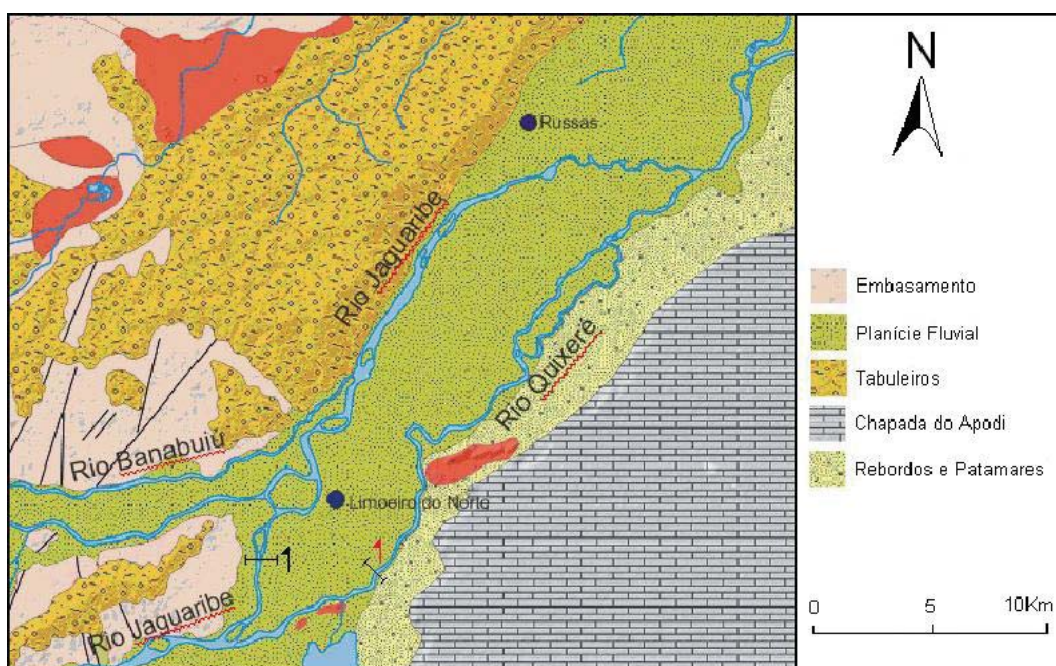 N
Russas
Rio Jaguaribe
Rio Quixeré
Rio Banabuiu
Limoeiro do Norte
1
1
Rio Jaguaribe
Embasamento
Planície Fluvial
Tabuleiros
Chapada do Apodi
Rebordos e Patamares
0 5 10Km